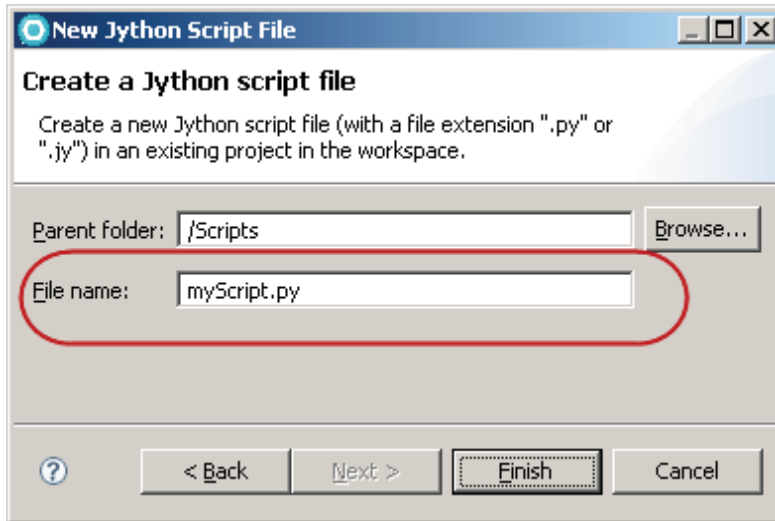 New Jython Script File
Create a Jython script file
Create a new Jython script file (with a file extension ".py" or
".jy") in an existing project in the workspace.
Parent folder: /Scripts Browse...
File name: myScript.py
? < Back Next > Finish Cancel